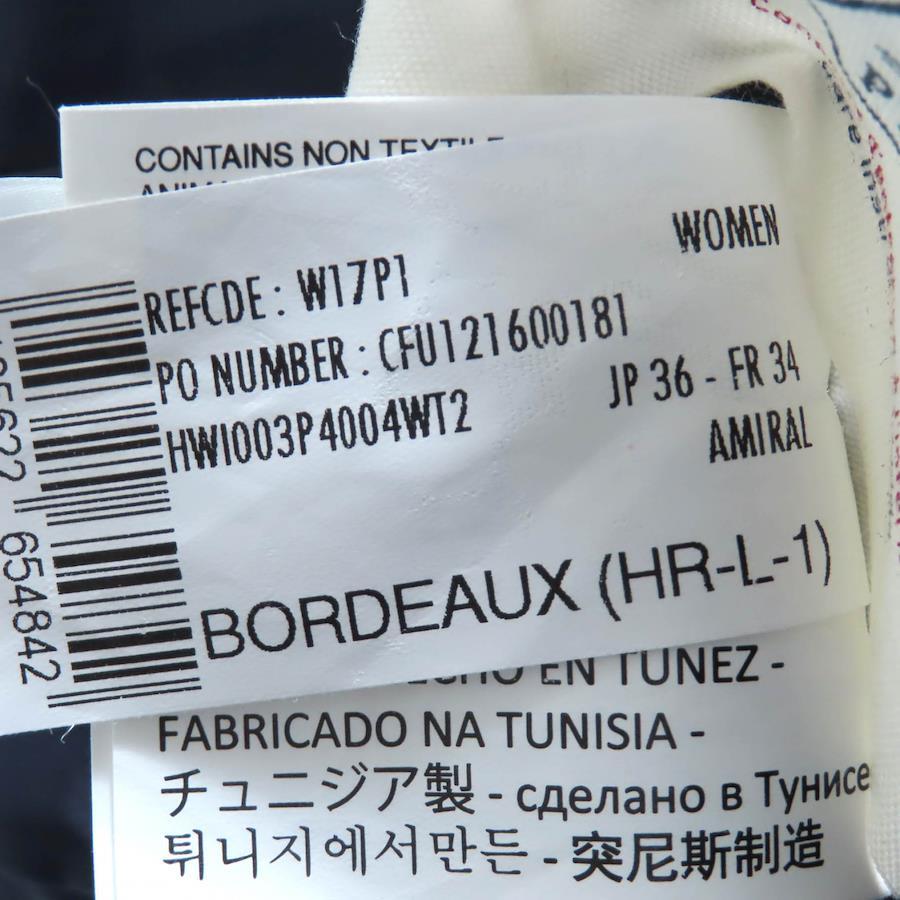 CONTAINS NON TEXTILE
WOMEN
REFCDE : W17P1
PO NUMBER : CFU121600181
JP 36 - FR 34
HWI003P4004WT2
AMIRAL
BORDEAUX (HR-L-1)
654842
EN TUNEZ -
FABRICADO NA TUNISIA -
チュニジア製 - сделано в Тунисе
튀니지에서만든 - 突尼斯制造